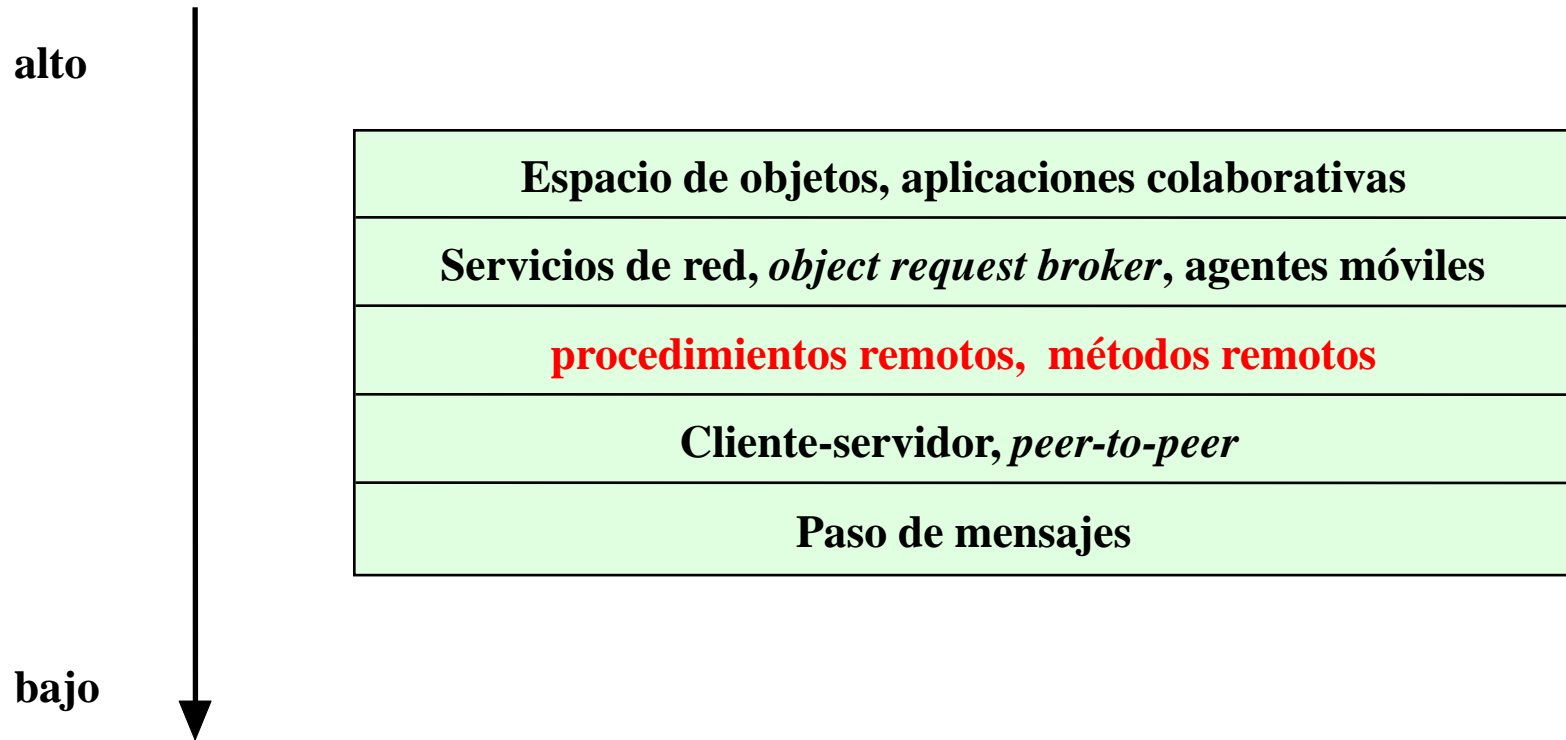 alto
Espacio de objetos, aplicaciones colaborativas
Servicios de red, object request broker, agentes móviles
procedimientos remotos, métodos remotos
Cliente-servidor, peer-to-peer
Paso de mensajes
bajo